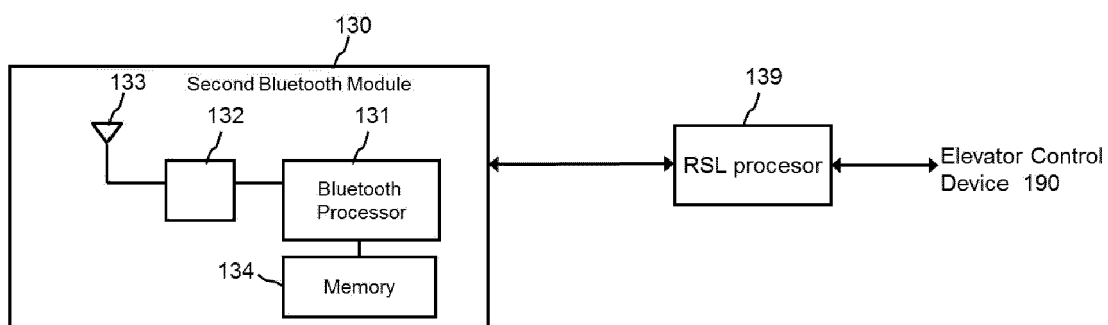 130
133
Second Bluetooth Module
132
131
139
Bluetooth
Processor
RSL procesor
Elevator Control
Device 190
134
Memory